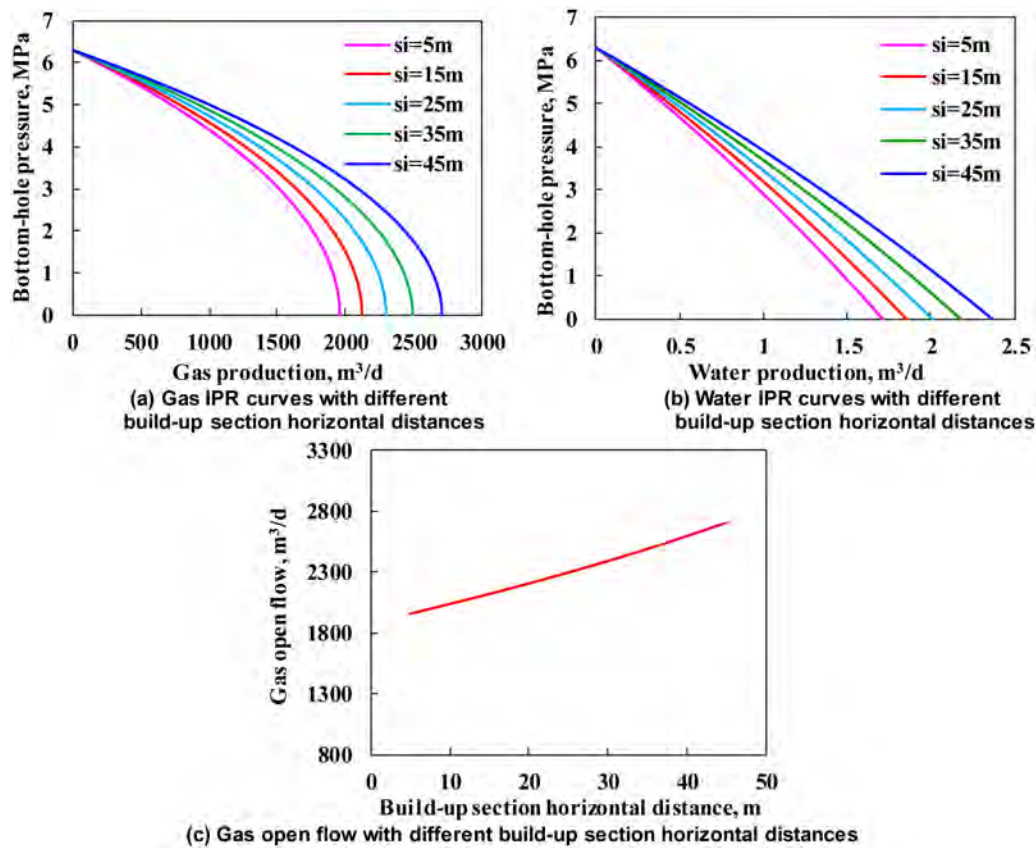 7
6
5
4
3
2
1
0
Bottom-hole pressure, MPa
si=5m
si=15m
si=25m
si=35m
si=45m
0 500 1000 1500 2000 2500 3000
Gas production, m³/d
(a) Gas IPR curves with different
build-up section horizontal distances
7
6
5
4
3
2
1
0
Bottom-hole pressure, MPa
si=5m
si=15m
si=25m
si=35m
si=45m
0 0.5 1 1.5 2 2.5
Water production, m³/d
(b) Water IPR curves with different
build-up section horizontal distances
3300
2800
2300
1800
1300
800
Gas open flow, m³/d
0 10 20 30 40 50
Build-up section horizontal distance, m
(c) Gas open flow with different build-up section horizontal distances